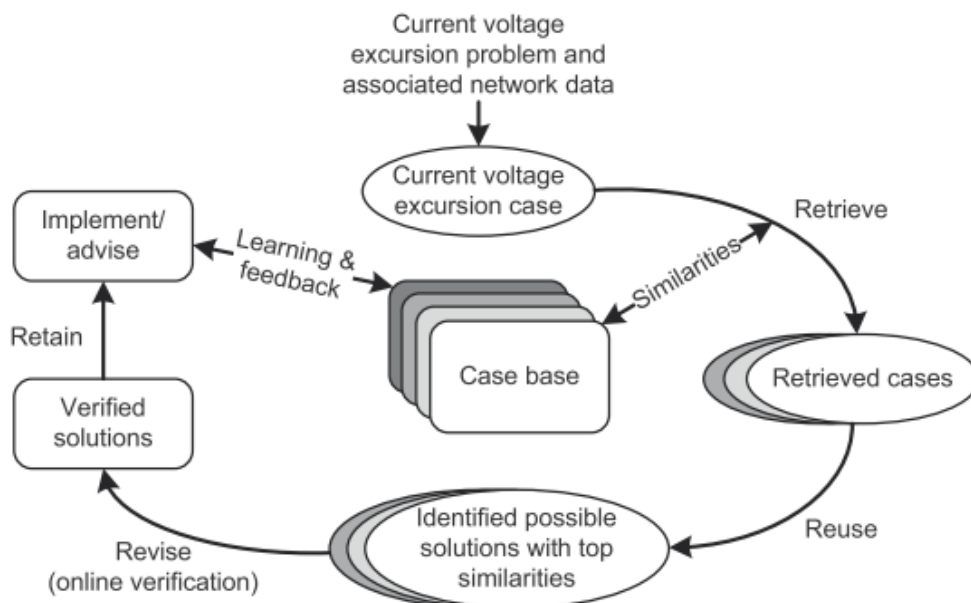 Current voltage
excursion problem and
associated network data
Current voltage
excursion case
Retrieve
Implement/
advise
Learning &
feedback
Similarities
Retain
Case base
Retrieved cases
Verified
solutions
Identified possible
solutions with top
similarities
Reuse
Revise
(online verification)